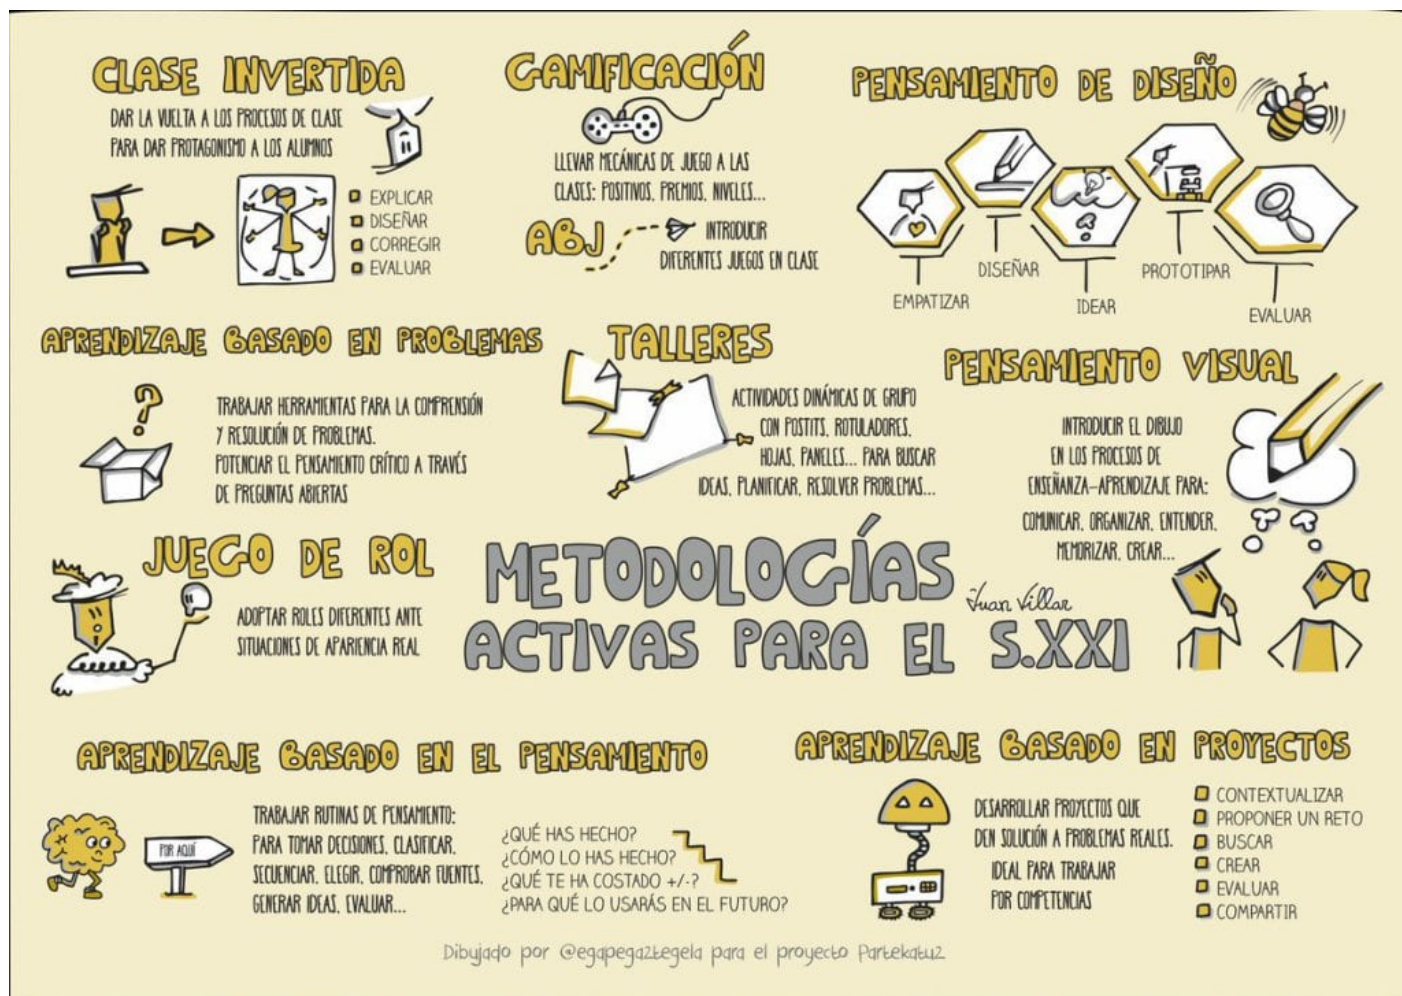 CLASE INVERTIDA
DAR LA VUELTA A LOS PROCESOS DE CLASE
PARA DAR PROTAGONISMO A LOS ALUMNOS
EXPLICAR
DISEÑAR
CORREGIR
EVALUAR
GAMIFICACIÓN
LLEVAR MECÁNICAS DE JUEGO A LAS
CLASES: POSITIVOS, PREMIOS, NIVELES...
ABJ
INTRODUCIR
DIFERENTES JUEGOS EN CLASE
PENSAMIENTO DE DISEÑO
EMPATIZAR
DISEÑAR
IDEAR
PROTOTIPAR
EVALUAR
APRENDIZAJE BASADO EN PROBLEMAS
TRABAJAR HERRAMIENTAS PARA LA COMPRENSIÓN
Y RESOLUCIÓN DE PROBLEMAS.
POTENCIAR EL PENSAMIENTO CRÍTICO A TRAVÉS
DE PREGUNTAS ABIERTAS
TALLERES
ACTIVIDADES DINÁMICAS DE GRUPO
CON POSTITS, ROTULADORES,
HOJAS, PANELES... PARA BUSCAR
IDEAS, PLANIFICAR, RESOLVER PROBLEMAS...
PENSAMIENTO VISUAL
INTRODUCIR EL DIBUJO
EN LOS PROCESOS DE
ENSEÑANZA-APRENDIZAJE PARA:
COMUNICAR, ORGANIZAR, ENTENDER,
MEMORIZAR, CREAR...
JUEGO DE ROL
ADOPTAR ROLES DIFERENTES ANTE
SITUACIONES DE APARIENCIA REAL
METODOLOGÍAS
ACTIVAS PARA EL S.XXI
Juan Villar
APRENDIZAJE BASADO EN EL PENSAMIENTO
POR AQUÍ
TRABAJAR RUTINAS DE PENSAMIENTO:
PARA TOMAR DECISIONES, CLASIFICAR,
SECUENCIAR, ELEGIR, COMPROBAR FUENTES,
GENERAR IDEAS, EVALUAR...
¿QUÉ HAS HECHO?
¿CÓMO LO HAS HECHO?
¿QUÉ TE HA COSTADO +/-?
¿PARA QUÉ LO USARÁS EN EL FUTURO?
APRENDIZAJE BASADO EN PROYECTOS
DESARROLLAR PROYECTOS QUE
DEN SOLUCIÓN A PROBLEMAS REALES.
IDEAL PARA TRABAJAR
POR COMPETENCIAS
CONTEXTUALIZAR
PROPONER UN RETO
BUSCAR
CREAR
EVALUAR
COMPARTIR
Dibujado por @egapega2tegela para el proyecto Partekatuz